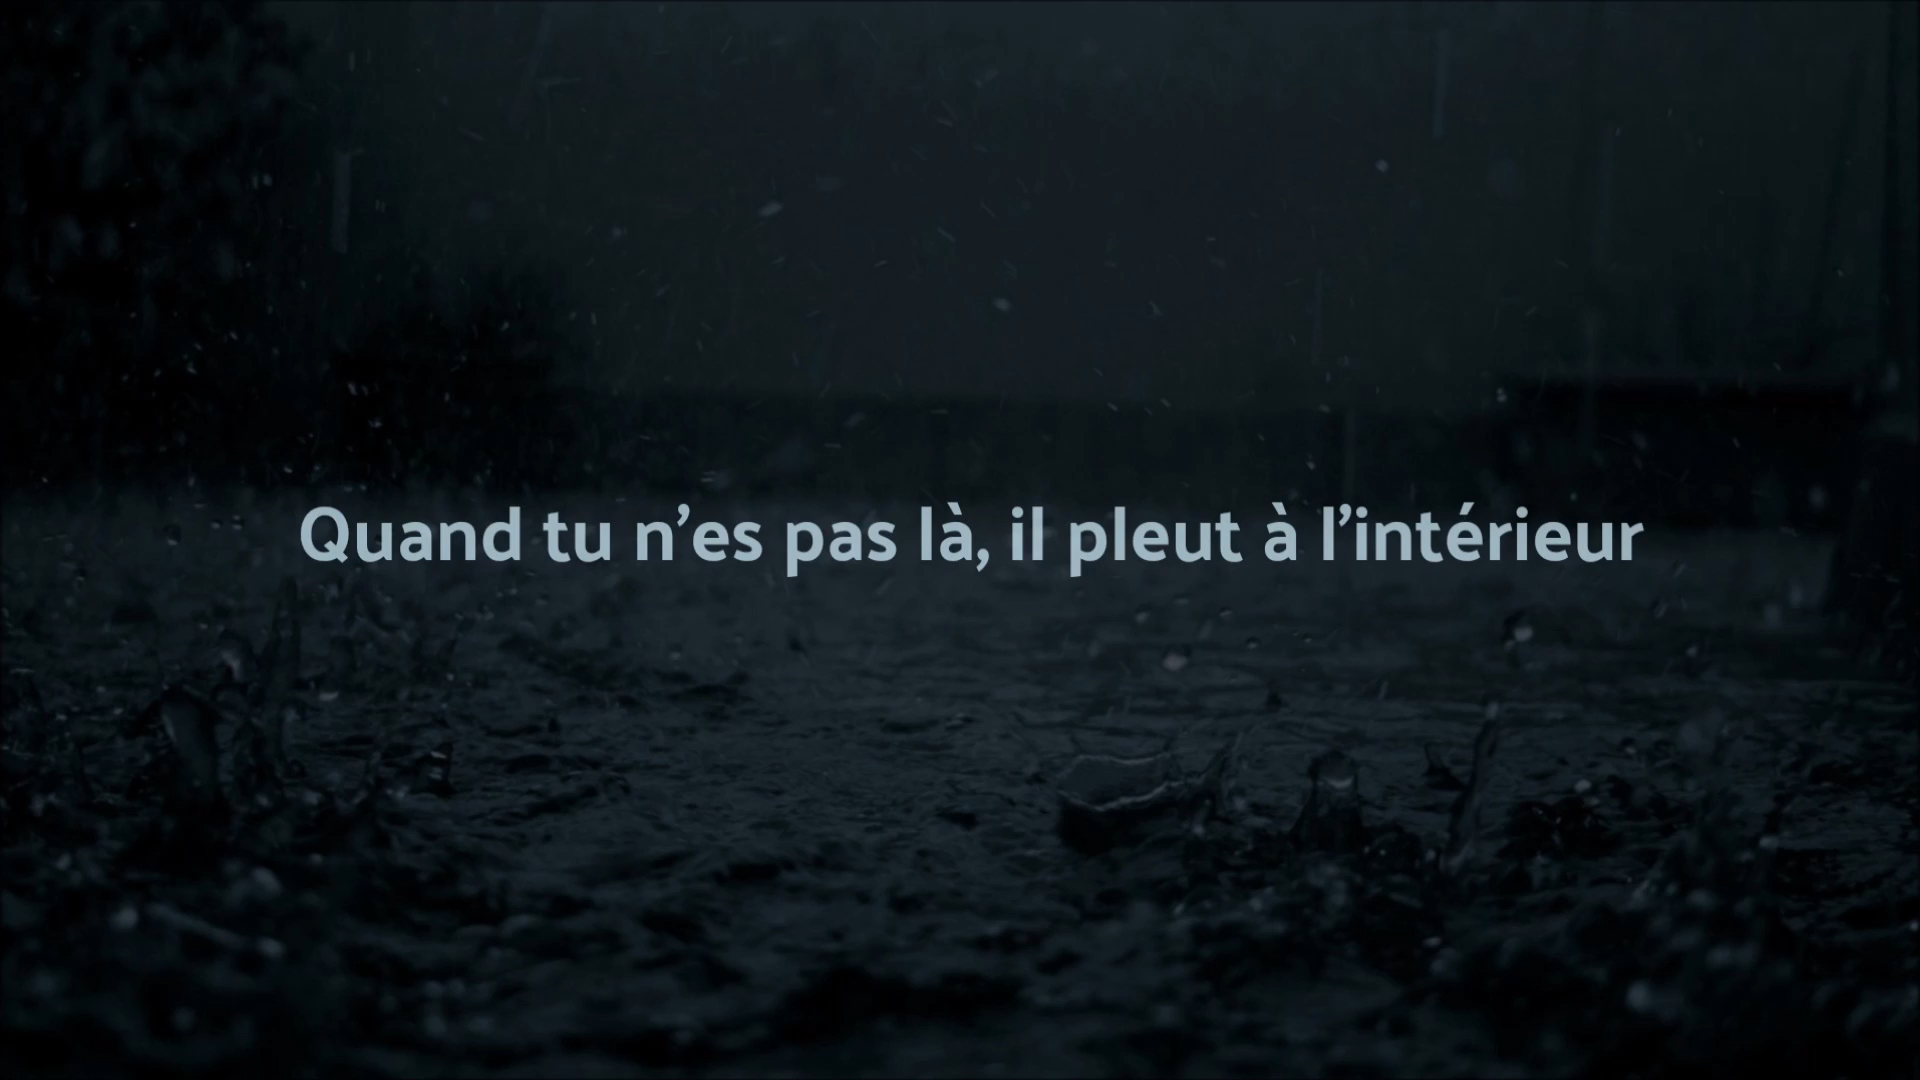 Quand tu n’es pas là, il pleut à l’intérieur